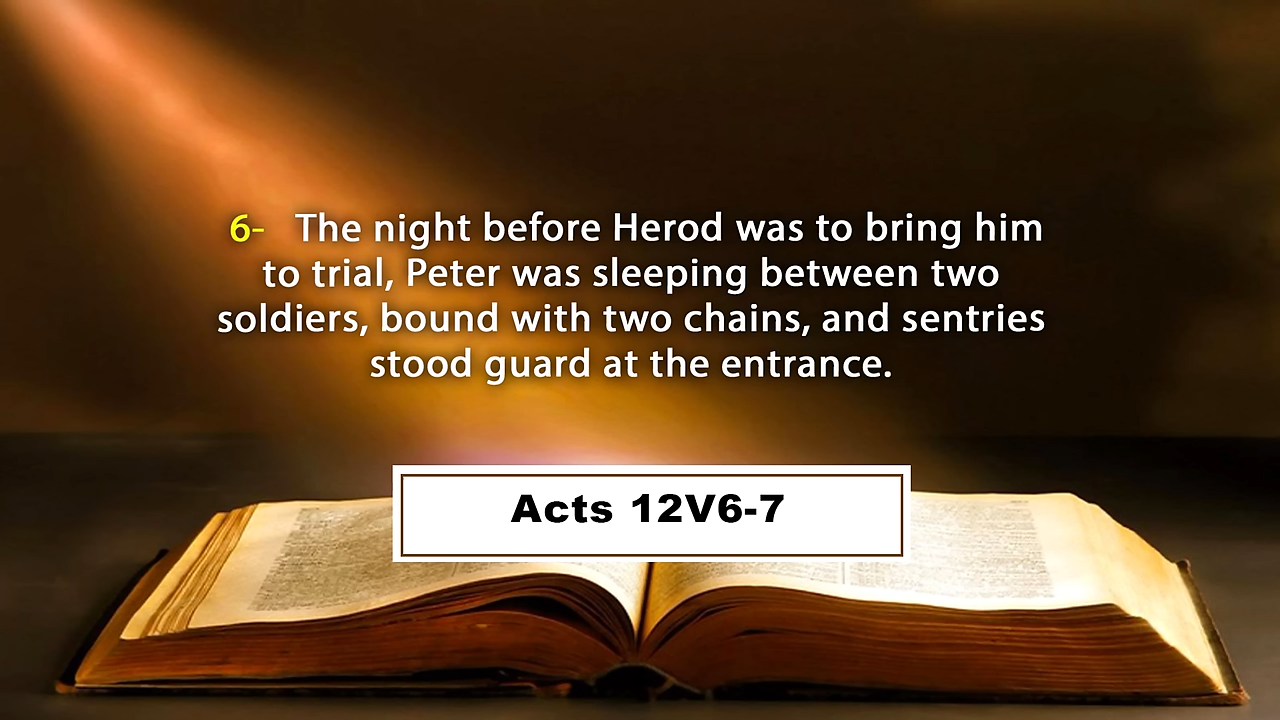 6- The night before Herod was to bring him
to trial, Peter was sleeping between two
soldiers, bound with two chains, and sentries
stood guard at the entrance.
Acts 12V6-7